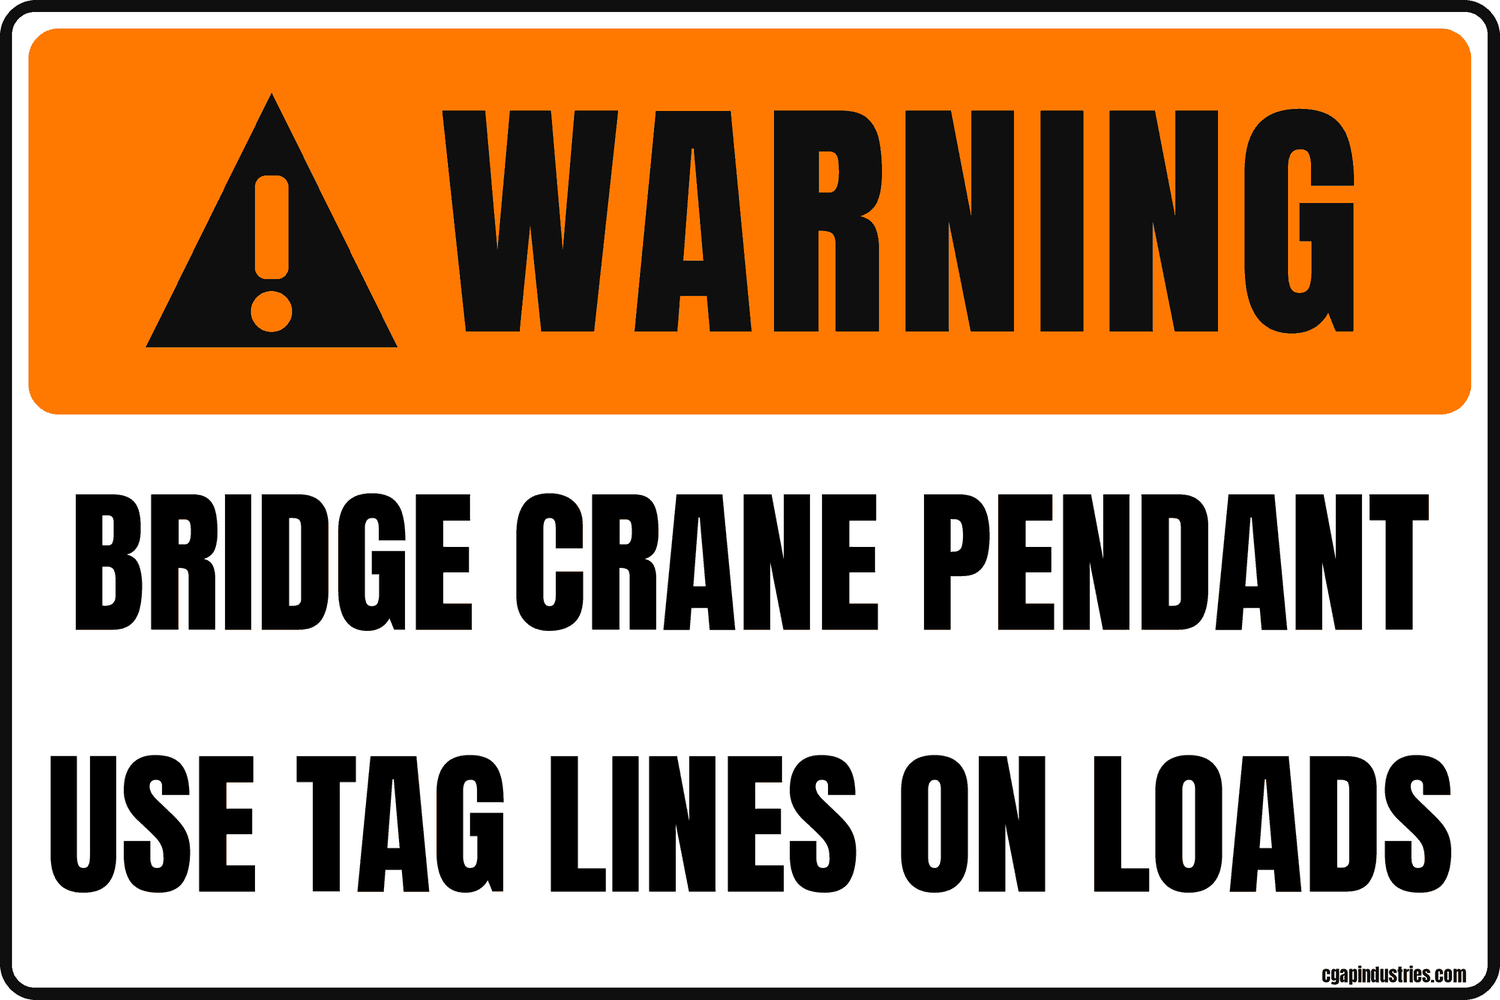 WARNING
BRIDGE CRANE PENDANT
USE TAG LINES ON LOADS
cgapindustries.com